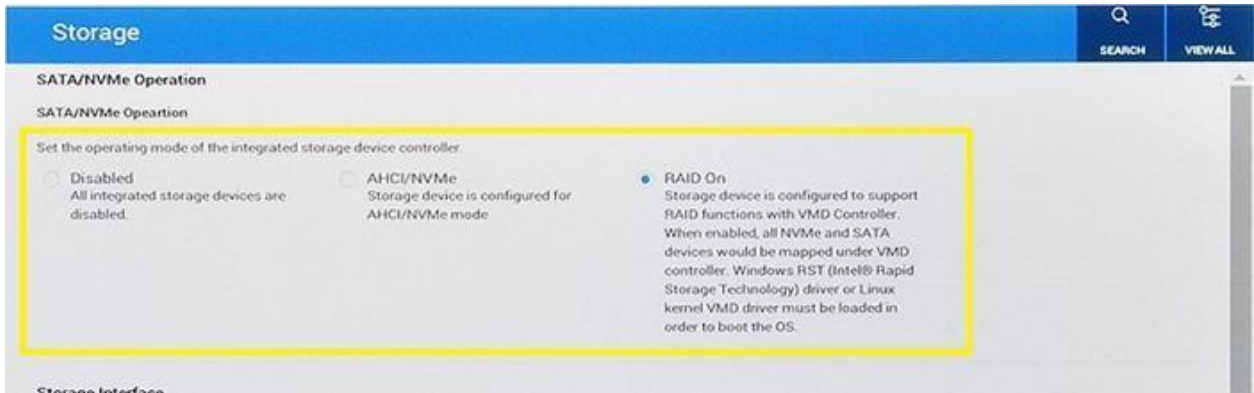 Storage
SEARCH
VIEW ALL
SATA/NVMe Operation
SATA/NVMe Opeartion
Set the operating mode of the integrated storage device controller.
Disabled
All integrated storage devices are
disabled.
AHCI/NVMe
Storage device is configured for
AHCI/NVMe mode
RAID On
Storage device is configured to support
RAID functions with VMD Controller.
When enabled, all NVMe and SATA
devices would be mapped under VMD
controller. Windows RST (Intel® Rapid
Storage Technology) driver or Linux
kernel VMD driver must be loaded in
order to boot the OS.
Storage Interface